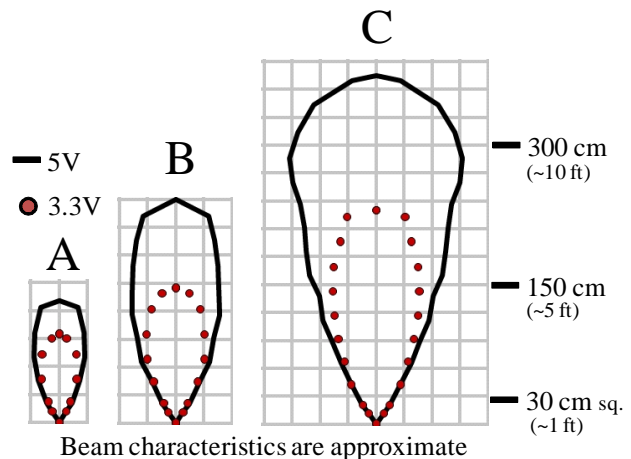 C
B
A
5V
3.3V
300 cm
(~10 ft)
150 cm
(~5 ft)
30 cm sq.
(~1 ft)
Beam characteristics are approximate